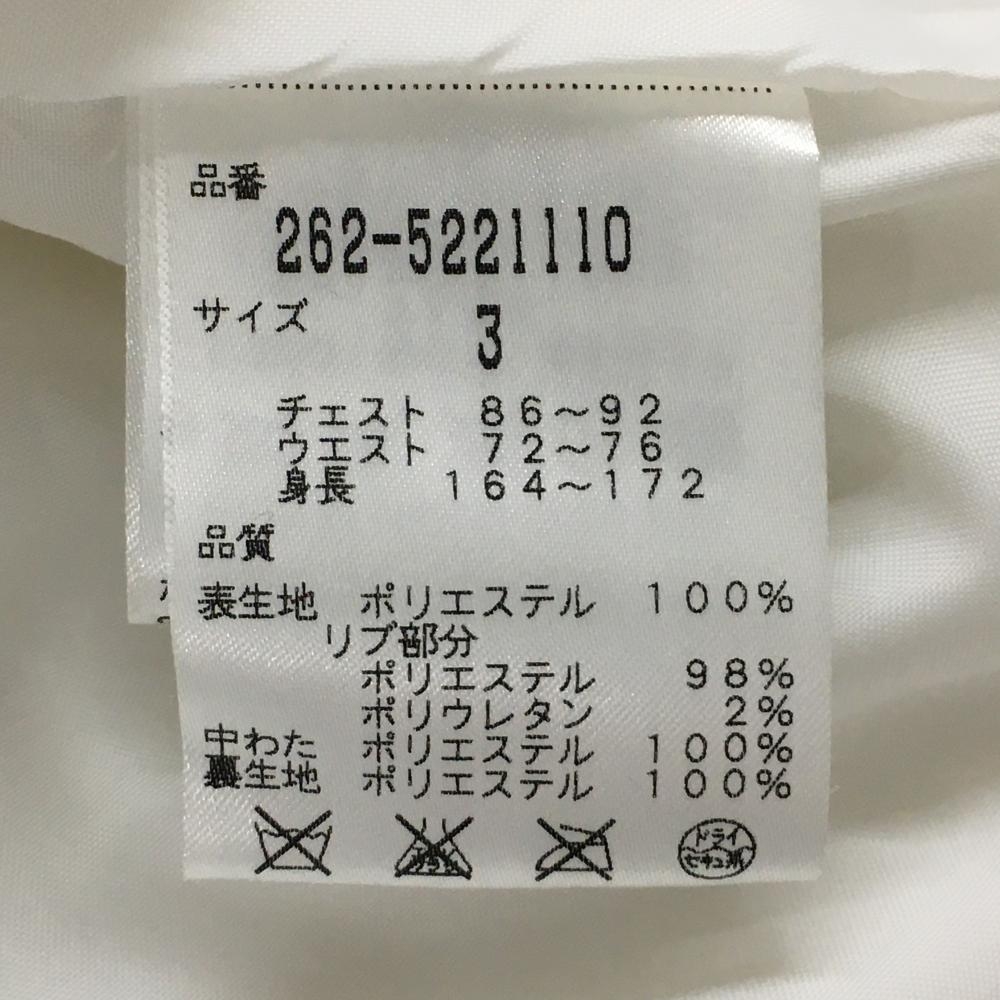 品番
262-5221110
サイズ 3
チェスト 86〜92
ウエスト 72〜76
身長 164〜172
品質
表生地 ポリエステル 100%
リブ部分
ポリエステル 98%
ポリウレタン 2%
中わた ポリエステル 100%
裏生地 ポリエステル 100%
ドライ
セキユ系